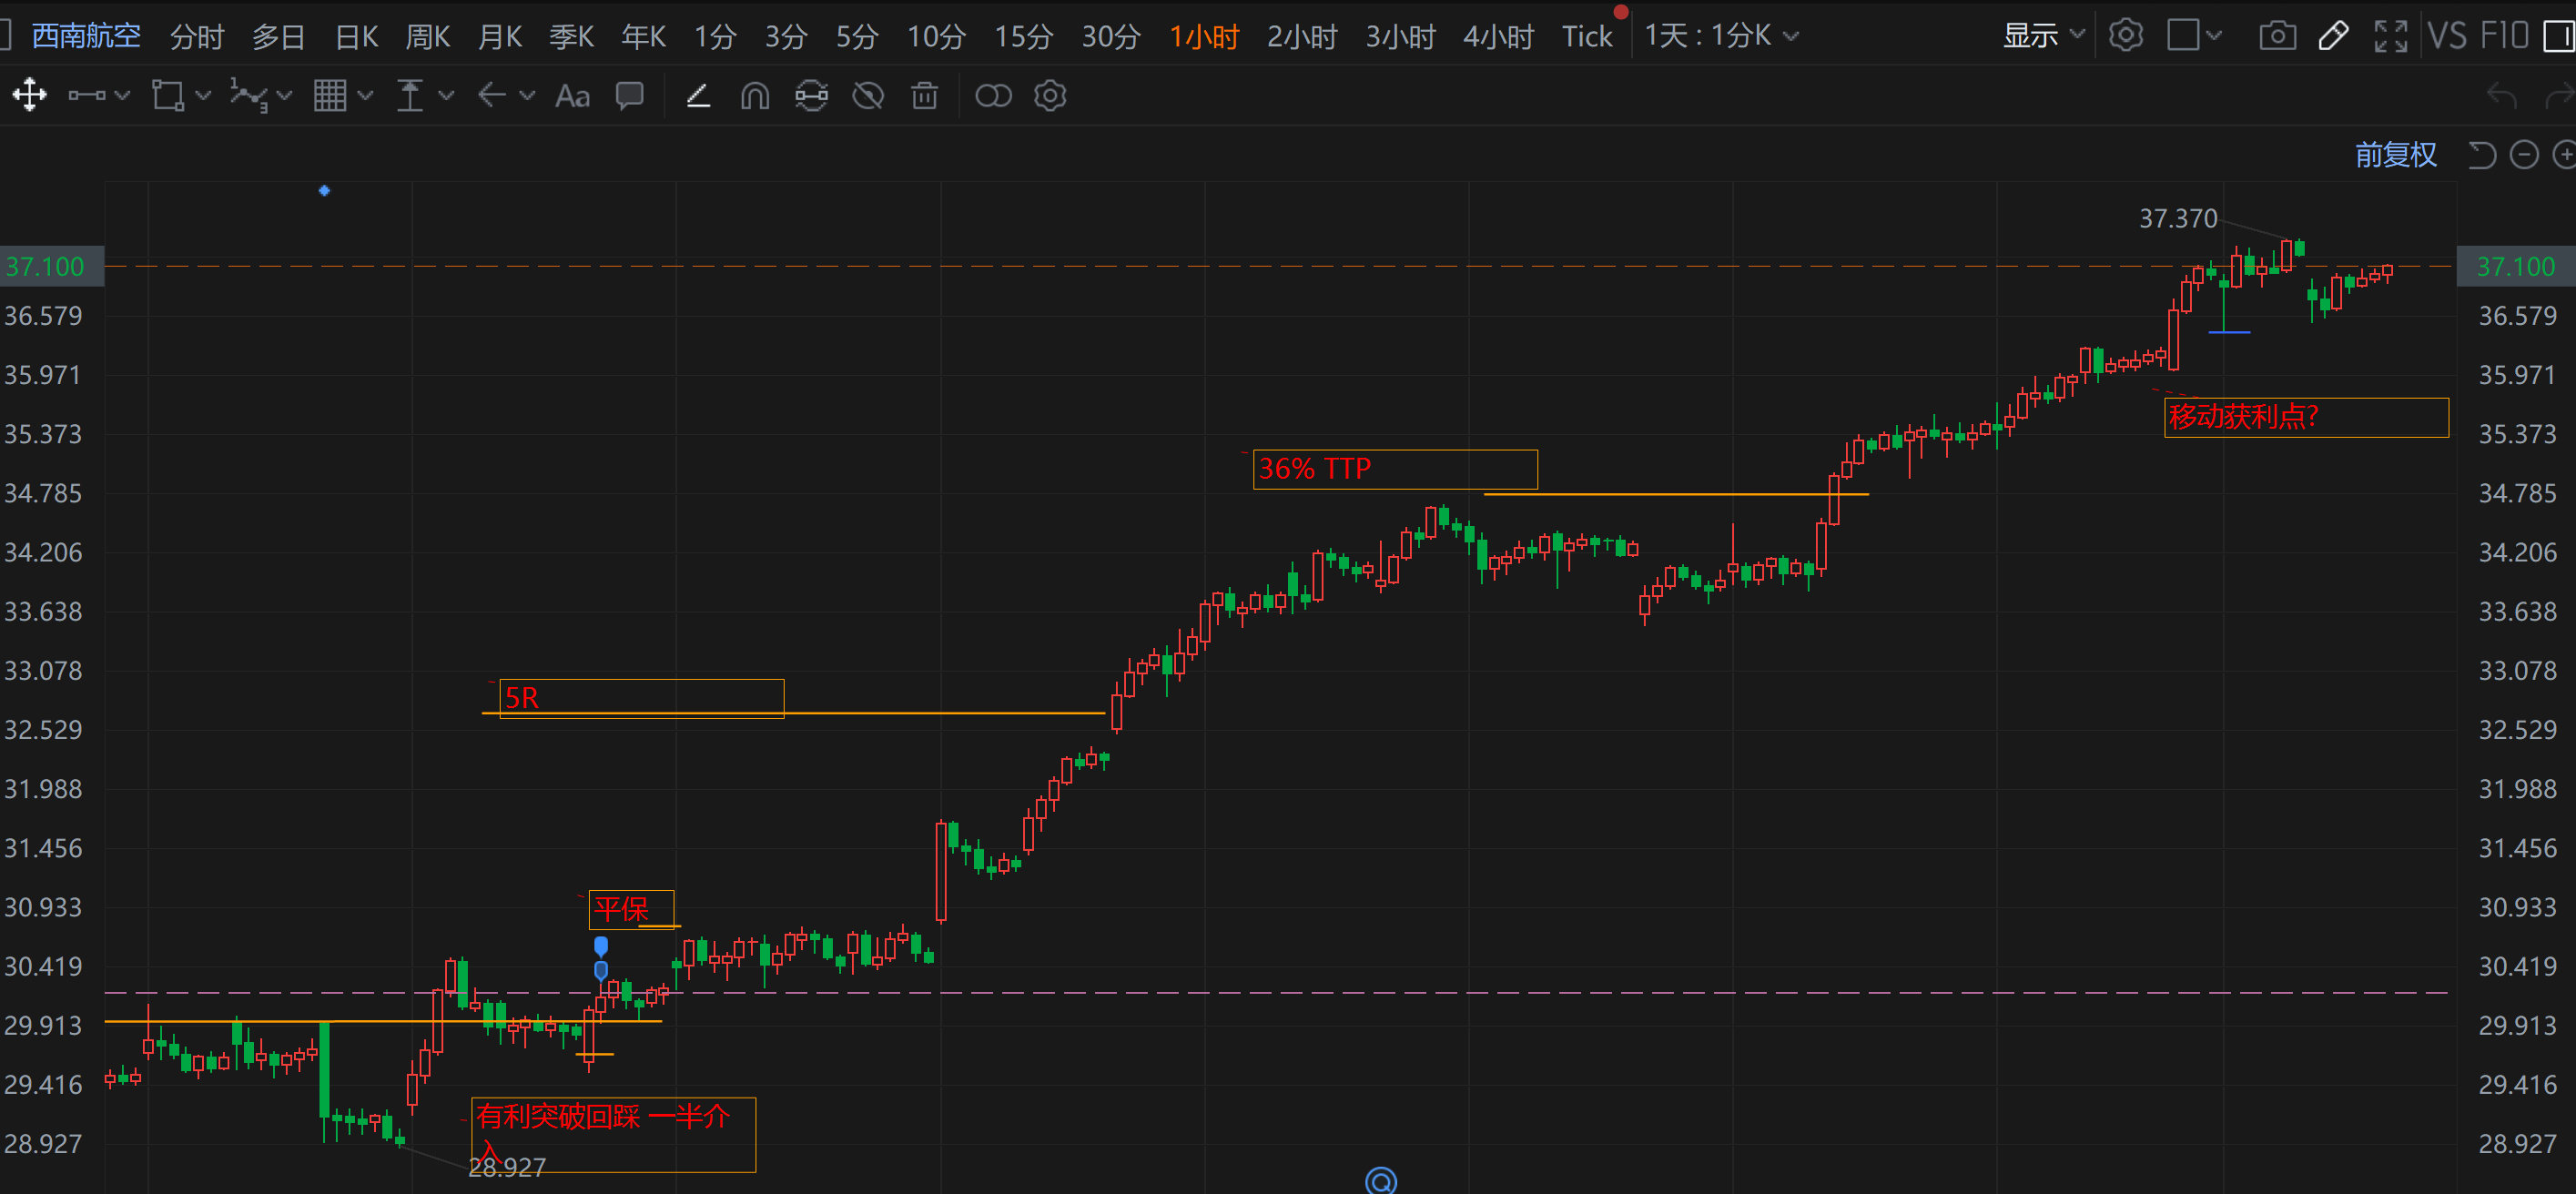 西南航空 分时 多日 日K 周K 月K 季K 年K 1分 3分 5分 10分 15分 30分 1小时 2小时 3小时 4小时 Tick 1天 : 1分K 显示 VS F10
Aa
前复权
37.370
37.100 37.100
36.579 36.579
35.971 35.971
移动获利点?
35.373 35.373
36% TTP
34.785 34.785
34.206 34.206
33.638 33.638
33.078 33.078
5R
32.529 32.529
31.988 31.988
31.456 31.456
30.933 30.933
平保
30.419 30.419
29.913 29.913
29.416 29.416
有利突破回踩 一半介
入
28.927 28.927
28.927